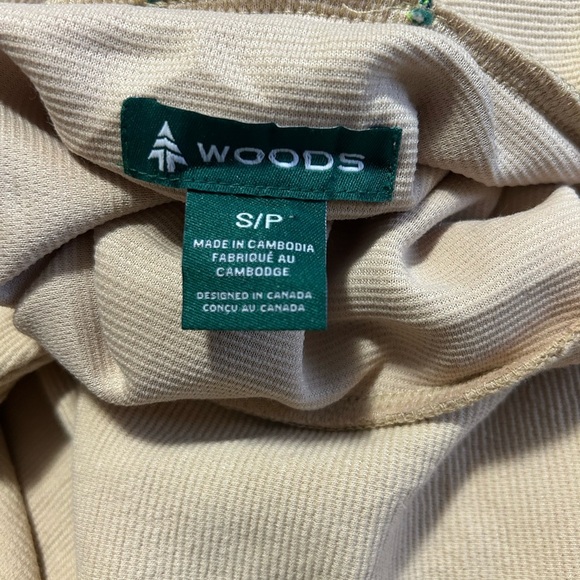 WOODS
S/P
MADE IN CAMBODIA
FABRIQUÉ AU
CAMBODGE
DESIGNED IN CANADA
CONÇU AU CANADA